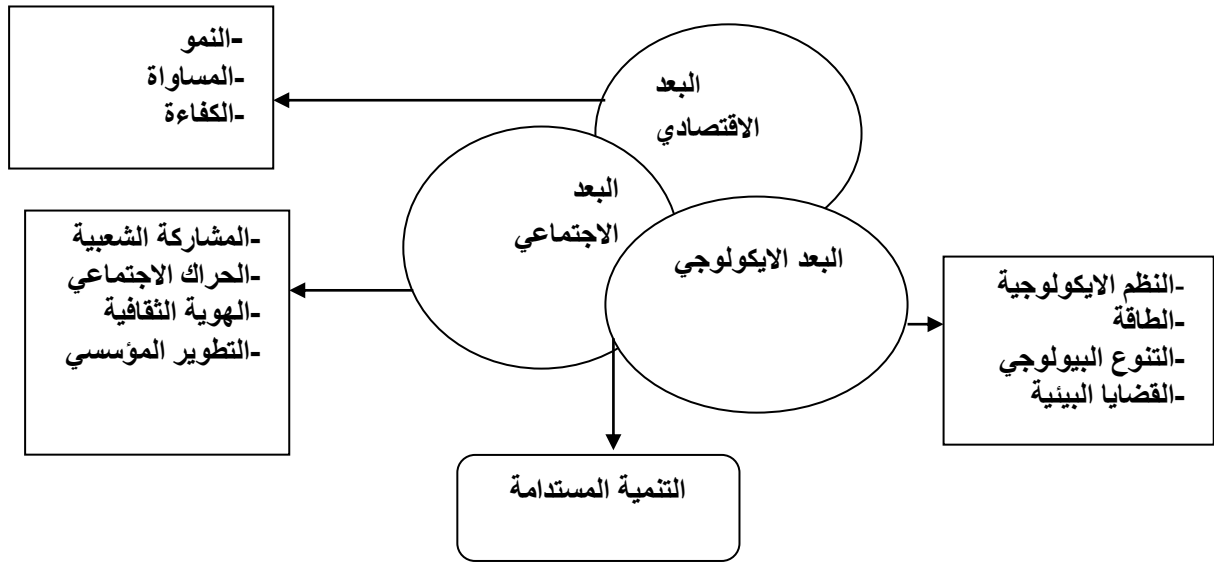 -النمو
-المساواة
-الكفاءة
البعد
الاقتصادي
البعد
الاجتماعي
البعد الايكولوجي
-المشاركة الشعبية
-الحراك الاجتماعي
-الهوية الثقافية
-التطوير المؤسسي
-النظم الايكولوجية
-الطاقة
-التنوع البيولوجي
-القضايا البيئية
التنمية المستدامة